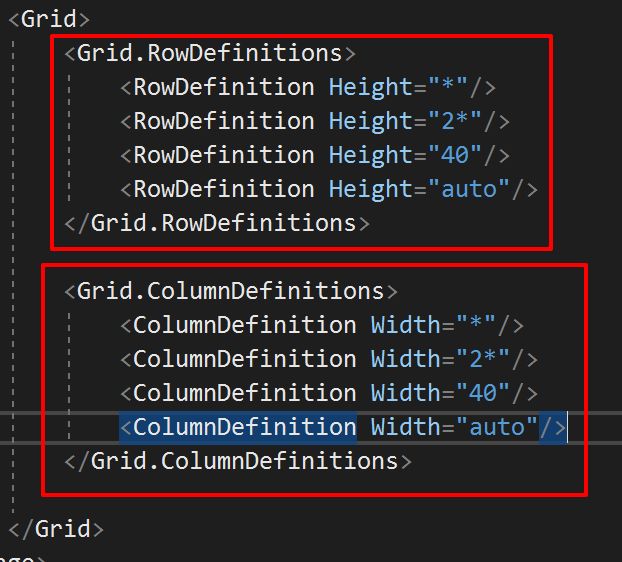 <Grid>
<Grid.RowDefinitions>
<RowDefinition Height="*"/>
<RowDefinition Height="2*"/>
<RowDefinition Height="40"/>
<RowDefinition Height="auto"/>
</Grid.RowDefinitions>
<Grid.ColumnDefinitions>
<ColumnDefinition Width="*"/>
<ColumnDefinition Width="2*"/>
<ColumnDefinition Width="40"/>
<ColumnDefinition Width="auto"/>
</Grid.ColumnDefinitions>
</Grid>